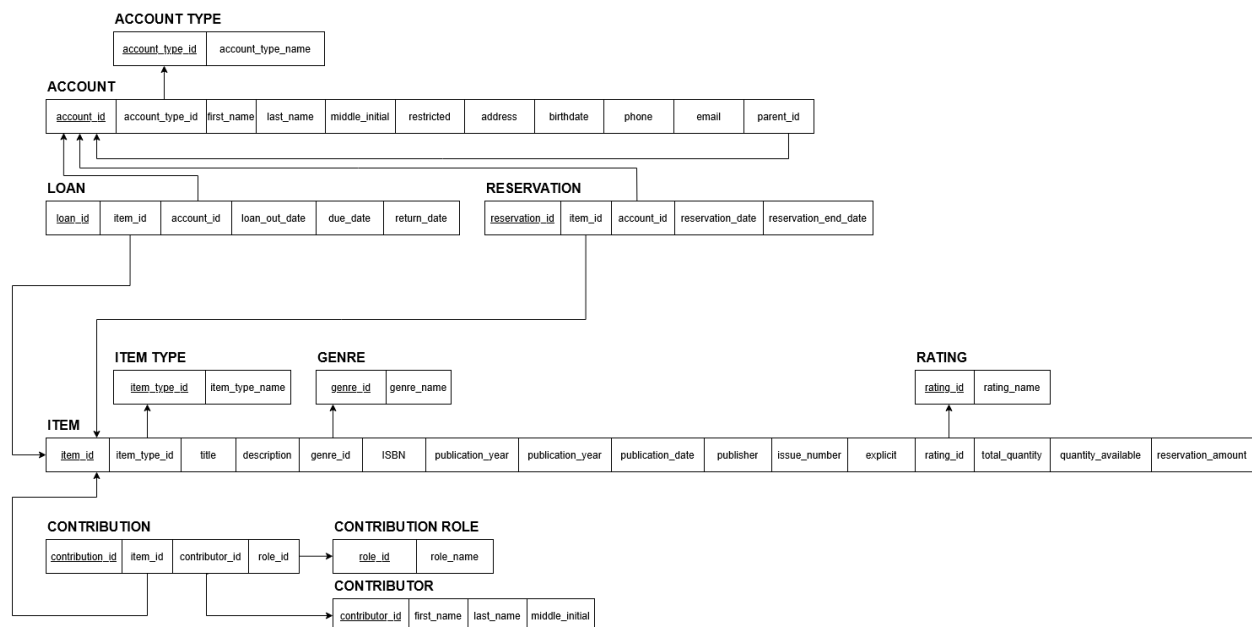 ACCOUNT TYPE
account_type_id account_type_name
ACCOUNT
account_id account_type_id first_name last_name middle_initial restricted address birthdate phone email parent_id
LOAN RESERVATION
loan_id item_id account_id loan_out_date due_date return_date reservation_id item_id account_id reservation_date reservation_end_date
ITEM TYPE GENRE RATING
item_type_id item_type_name genre_id genre_name rating_id rating_name
ITEM
item_id item_type_id title description genre_id ISBN publication_year publication_year publication_date publisher issue_number explicit rating_id total_quantity quantity_available reservation_amount
CONTRIBUTION CONTRIBUTION ROLE
contribution_id item_id contributor_id role_id role_id role_name
CONTRIBUTOR
contributor_id first_name last_name middle_initial